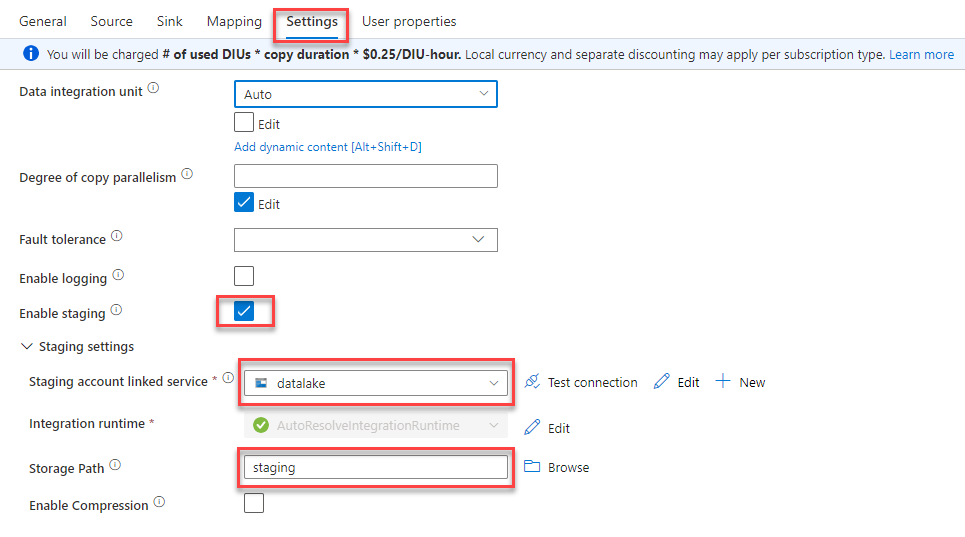 General Source Sink Mapping Settings User properties
You will be charged # of used DIUs * copy duration * $0.25/DIU-hour. Local currency and separate discounting may apply per subscription type. Learn more
Data integration unit Auto
Edit
Add dynamic content [Alt+Shift+D]
Degree of copy parallelism
Edit
Fault tolerance
Enable logging
Enable staging
Staging settings
Staging account linked service * datalake Test connection Edit New
Integration runtime * AutoResolveIntegrationRuntime Edit
Storage Path staging Browse
Enable Compression